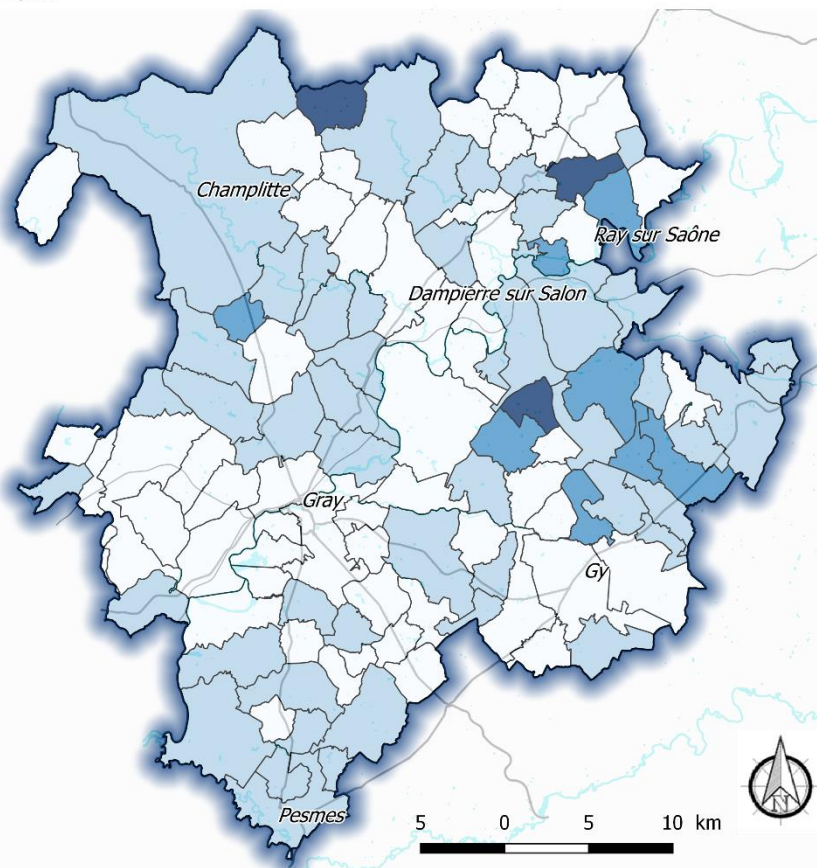 Champlitte
Ray sur Saône
Dampierre sur Salon
Gray
Gy
Pesmes
N
5 0 5 10 km